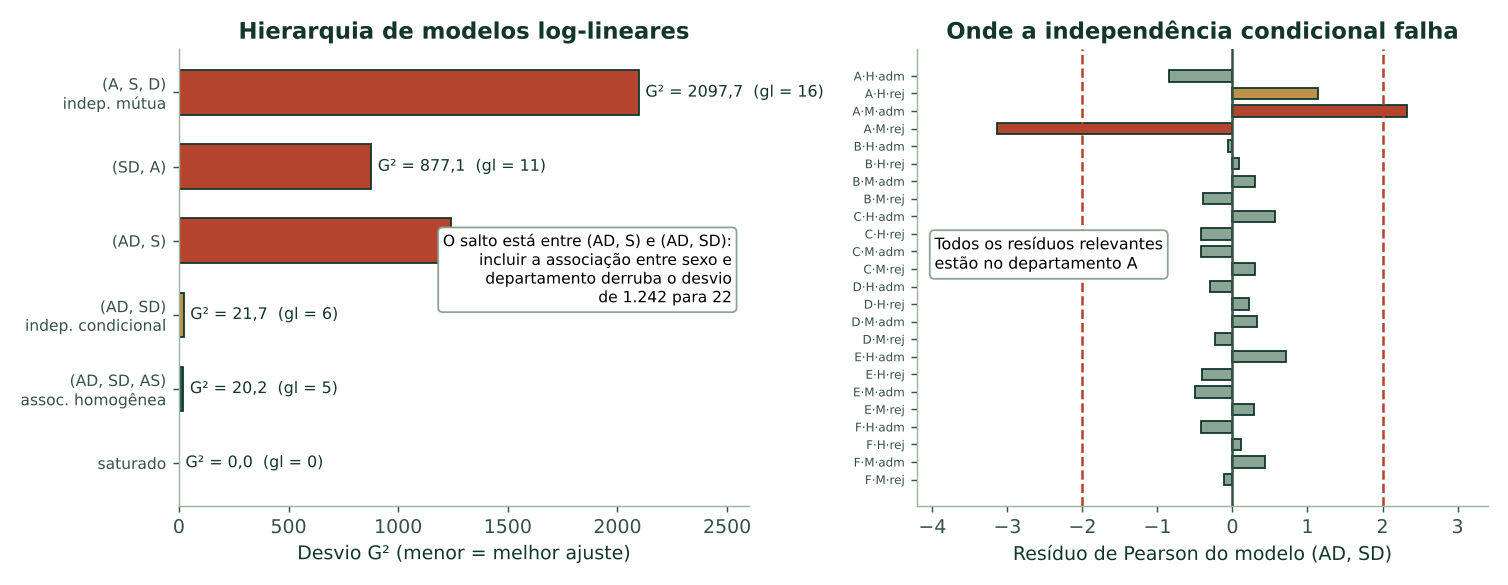 Hierarquia de modelos log-lineares
(A, S, D)
indep. mútua
G² = 2097,7  (gl = 16)
(SD, A)
G² = 877,1  (gl = 11)
(AD, S)
O salto está entre (AD, S) e (AD, SD):
incluir a associação entre sexo e
departamento derruba o desvio
de 1.242 para 22
(AD, SD)
indep. condicional
G² = 21,7  (gl = 6)
(AD, SD, AS)
assoc. homogênea
G² = 20,2  (gl = 5)
saturado
G² = 0,0  (gl = 0)
0 500 1000 1500 2000 2500
Desvio G² (menor = melhor ajuste)
Onde a independência condicional falha
A·H·adm
A·H·rej
A·M·adm
A·M·rej
B·H·adm
B·H·rej
B·M·adm
B·M·rej
C·H·adm
C·H·rej
C·M·adm
C·M·rej
D·H·adm
D·H·rej
D·M·adm
D·M·rej
E·H·adm
E·H·rej
E·M·adm
E·M·rej
F·H·adm
F·H·rej
F·M·adm
F·M·rej
Todos os resíduos relevantes
estão no departamento A
−4 −3 −2 −1 0 1 2 3
Resíduo de Pearson do modelo (AD, SD)